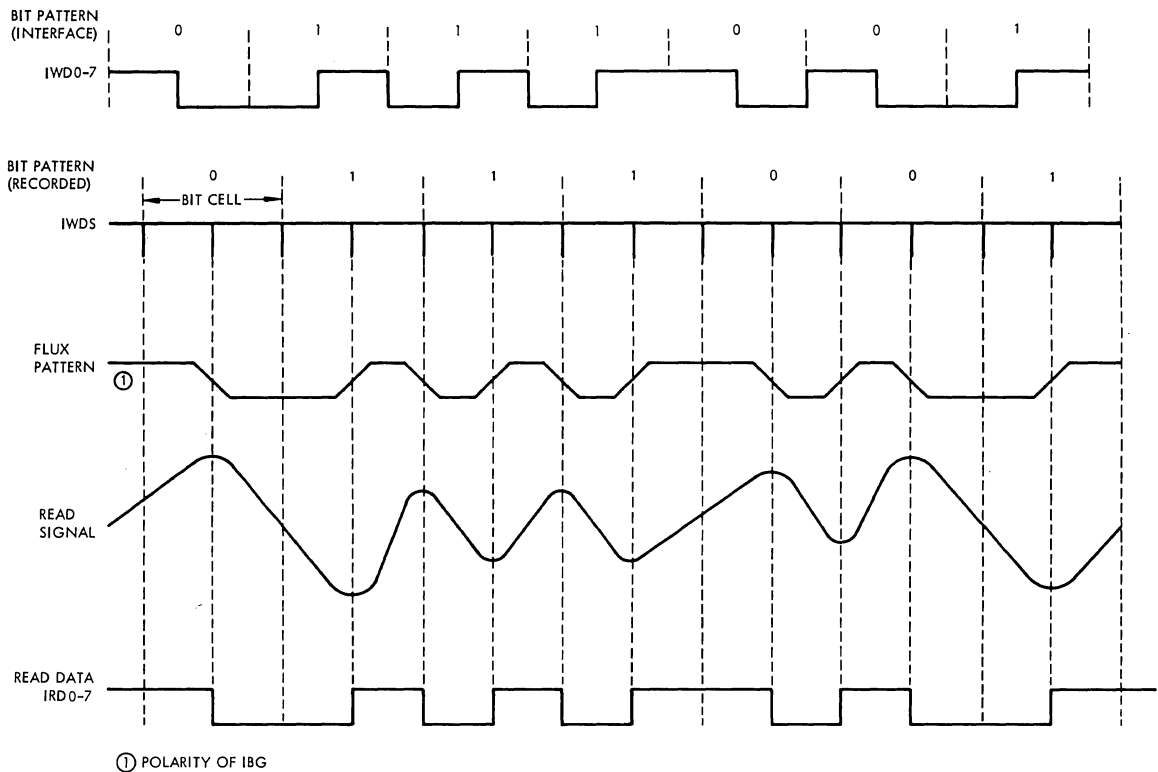 BIT PATTERN
(INTERFACE)
0 1 1 1 0 0 1
IWD0-7
BIT PATTERN
(RECORDED)
0 1 1 1 0 0 1
BIT CELL
IWDS
FLUX
PATTERN
①
READ
SIGNAL
READ DATA
IRD0-7
① POLARITY OF IBG